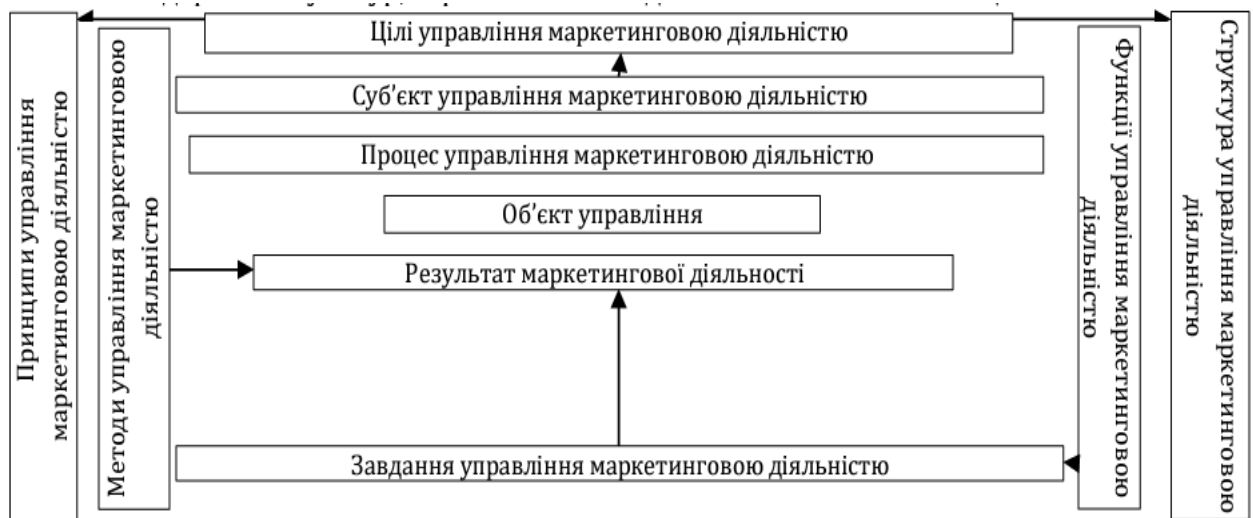 Цілі управління маркетинговою діяльністю
Суб’єкт управління маркетинговою діяльністю
Процес управління маркетинговою діяльністю
Об’єкт управління
Результат маркетингової діяльності
Завдання управління маркетинговою діяльністю
Принципи управління
маркетинговою діяльністю
Методи управління маркетинговою
діяльністю
Функції управління маркетинговою
діяльністю
Структура управління маркетинговою
діяльністю